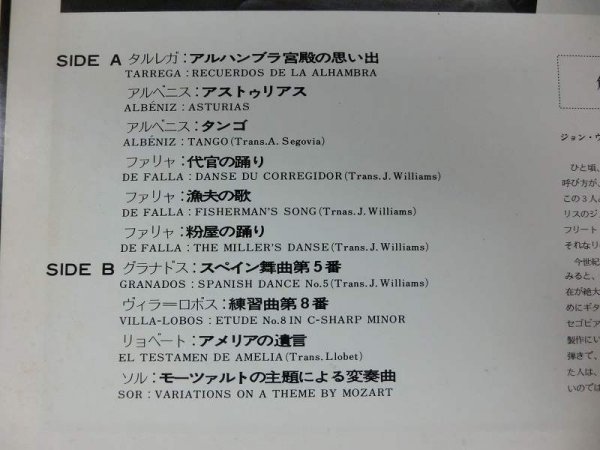 SIDE A タルレガ：アルハンブラ宮殿の思い出
TARREGA : RECUERDOS DE LA ALHAMBRA
アルベニス：アストゥリアス
ALBÉNIZ : ASTURIAS
アルベニス：タンゴ
ALBÉNIZ : TANGO (Trans. A. Segovia)
ファリャ：代官の踊り
DE FALLA : DANSE DU CORREGIDOR (Trans. J. Williams)
ファリャ：漁夫の歌
DE FALLA : FISHERMAN'S SONG (Trnas. J. Williams)
ファリャ：粉屋の踊り
DE FALLA : THE MILLER'S DANSE (Trans. J. Williams)
SIDE B グラナドス：スペイン舞曲第5番
GRANADOS : SPANISH DANCE No.5 (Trans. J. Williams)
ヴィラ＝ロボス：練習曲第8番
VILLA-LOBOS : ETUDE No.8 IN C-SHARP MINOR
リョベート：アメリアの遺言
EL TESTAMEN DE AMELIA (Trans. Llobet)
ソル：モーツァルトの主題による変奏曲
SOR : VARIATIONS ON A THEME BY MOZART
ジョン・ウ
ひと頃、
呼び方が、
この3人
リスのジ
フリート
それなり
今世紀
みると、
在が絶大
めにギタ
セゴビア
製作にい
弾きで、
た人は、
いのでは